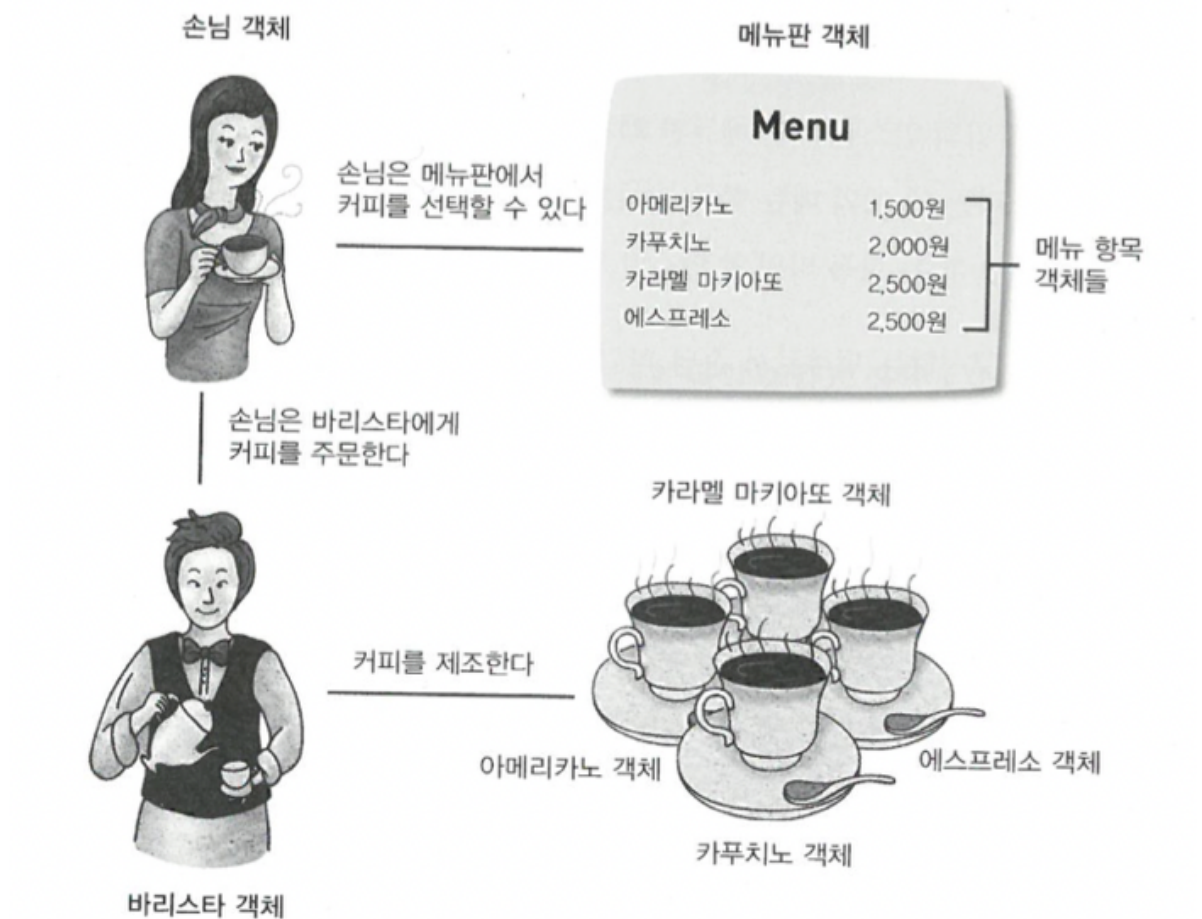 손님 객체
메뉴판 객체
Menu
손님은 메뉴판에서
커피를 선택할 수 있다
아메리카노 1,500원
카푸치노 2,000원
카라멜 마키아또 2,500원
에스프레소 2,500원
메뉴 항목
객체들
손님은 바리스타에게
커피를 주문한다
카라멜 마키아또 객체
커피를 제조한다
아메리카노 객체
에스프레소 객체
카푸치노 객체
바리스타 객체